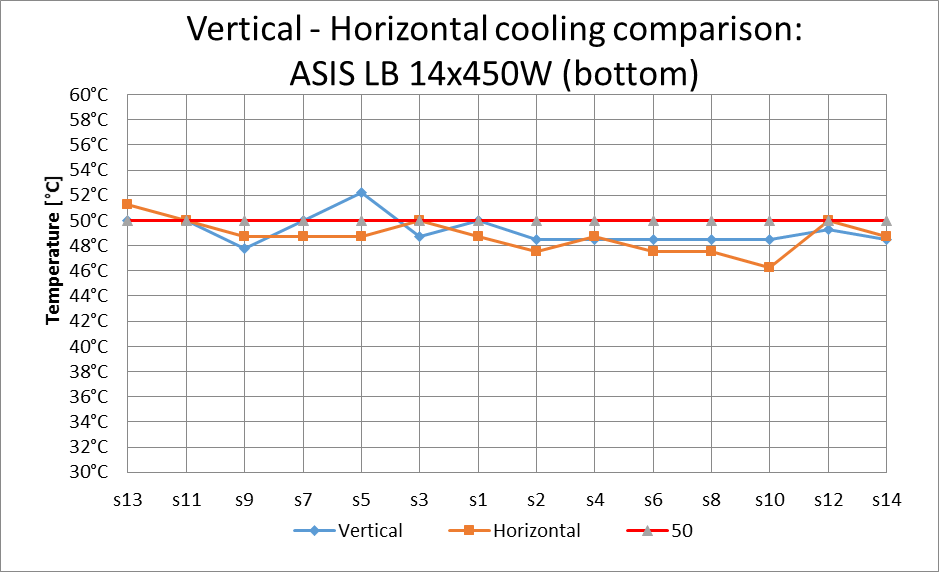 Vertical - Horizontal cooling comparison:
ASIS LB 14x450W (bottom)
Temperature [°C]
60°C
58°C
56°C
54°C
52°C
50°C
48°C
46°C
44°C
42°C
40°C
38°C
36°C
34°C
32°C
30°C
s13 s11 s9 s7 s5 s3 s1 s2 s4 s6 s8 s10 s12 s14
Vertical Horizontal 50